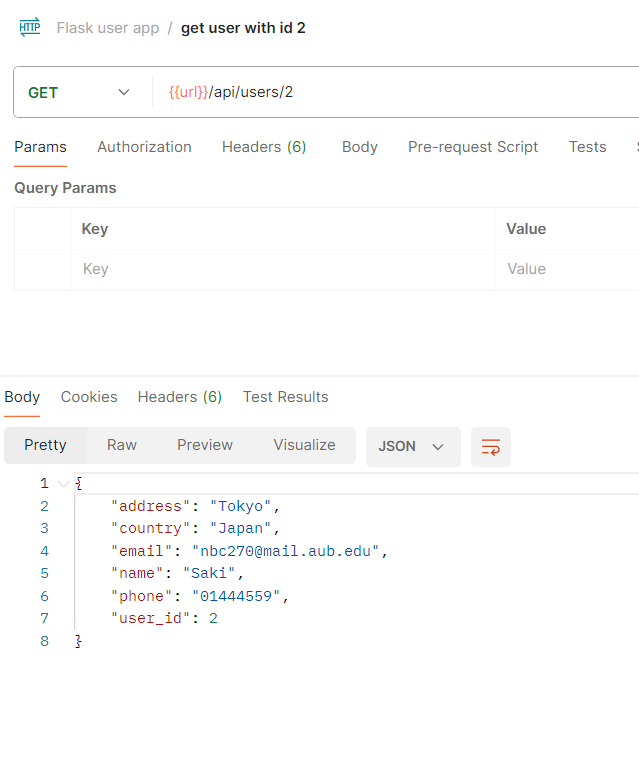 HTTP Flask user app / get user with id 2
GET {{url}}/api/users/2
Params Authorization Headers (6) Body Pre-request Script Tests
Query Params
Key Value
Key Value
Body Cookies Headers (6) Test Results
Pretty Raw Preview Visualize JSON
1 {
2 "address": "Tokyo",
3 "country": "Japan",
4 "email": "nbc270@mail.aub.edu",
5 "name": "Saki",
6 "phone": "01444559",
7 "user_id": 2
8 }